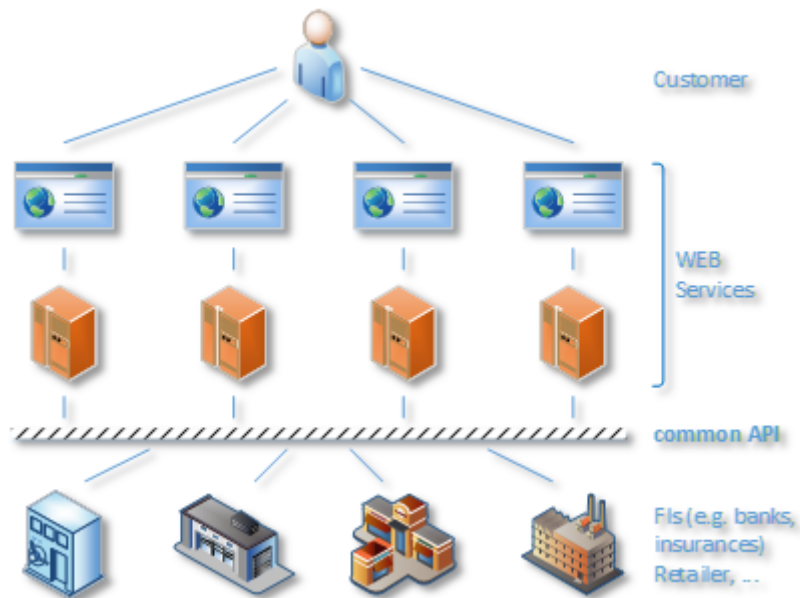 Customer
WEB
Services
common API
FIs (e.g. banks,
insurances)
Retailer, ...